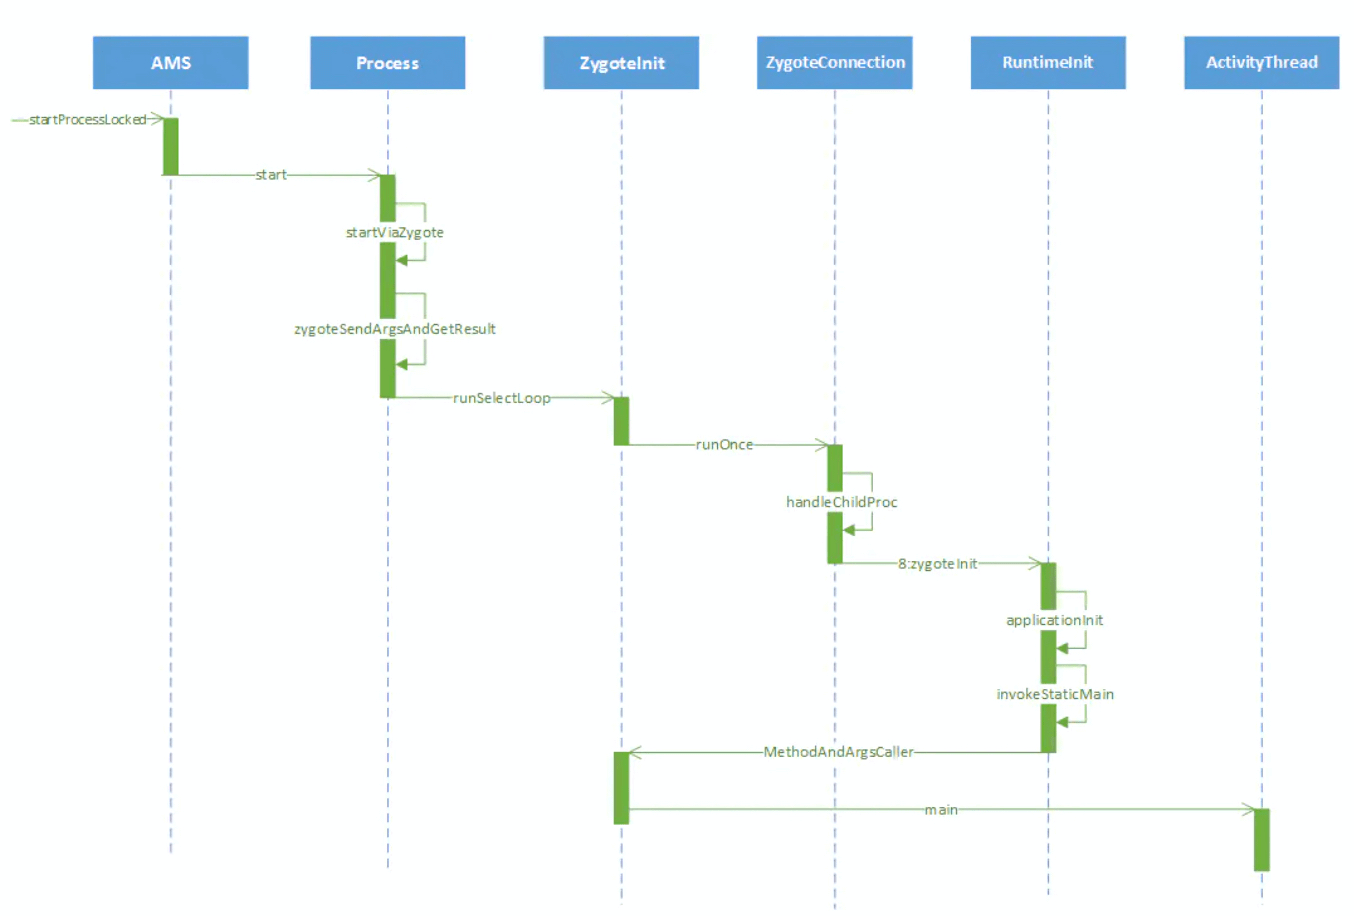 AMS
Process
ZygoteInit
ZygoteConnection
RuntimeInit
ActivityThread
startProcessLocked
start
startViaZygote
zygoteSendArgsAndGetResult
runSelectLoop
runOnce
handleChildProc
8:zygoteInit
applicationInit
invokeStaticMain
MethodAndArgsCaller
main